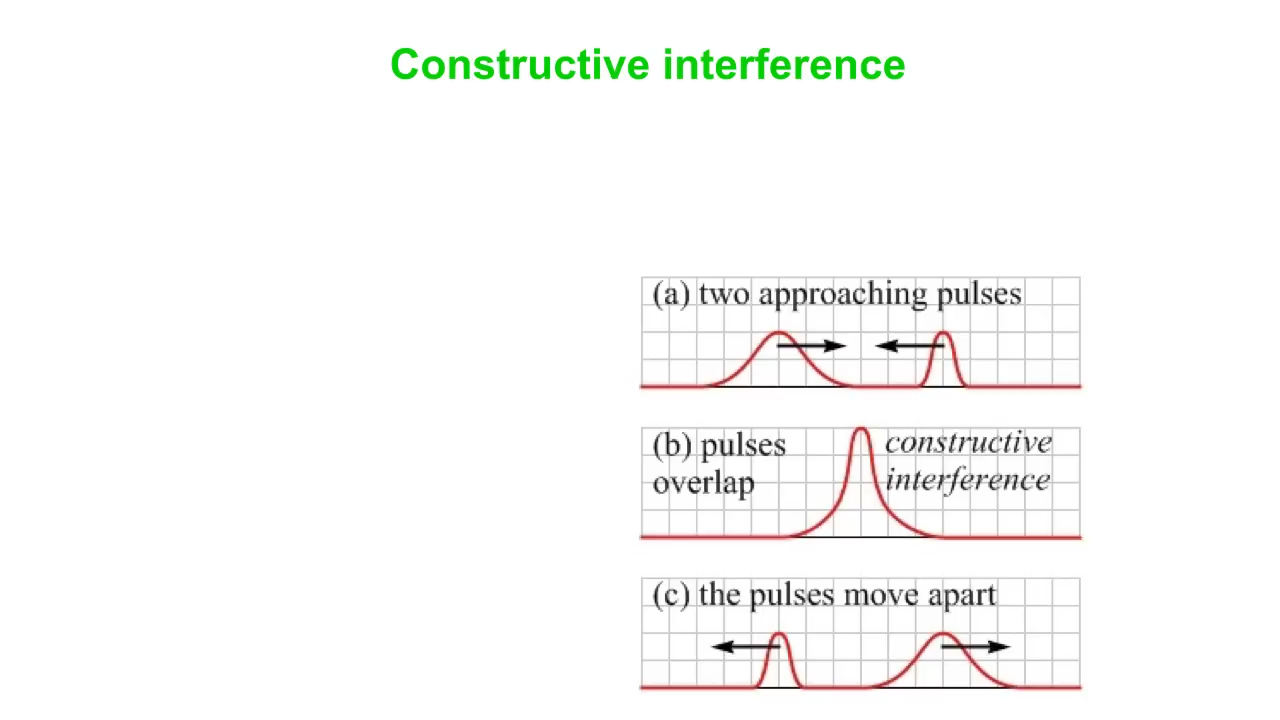 Constructive interference
(a) two approaching pulses
(b) pulses
overlap
constructive
interference
(c) the pulses move apart